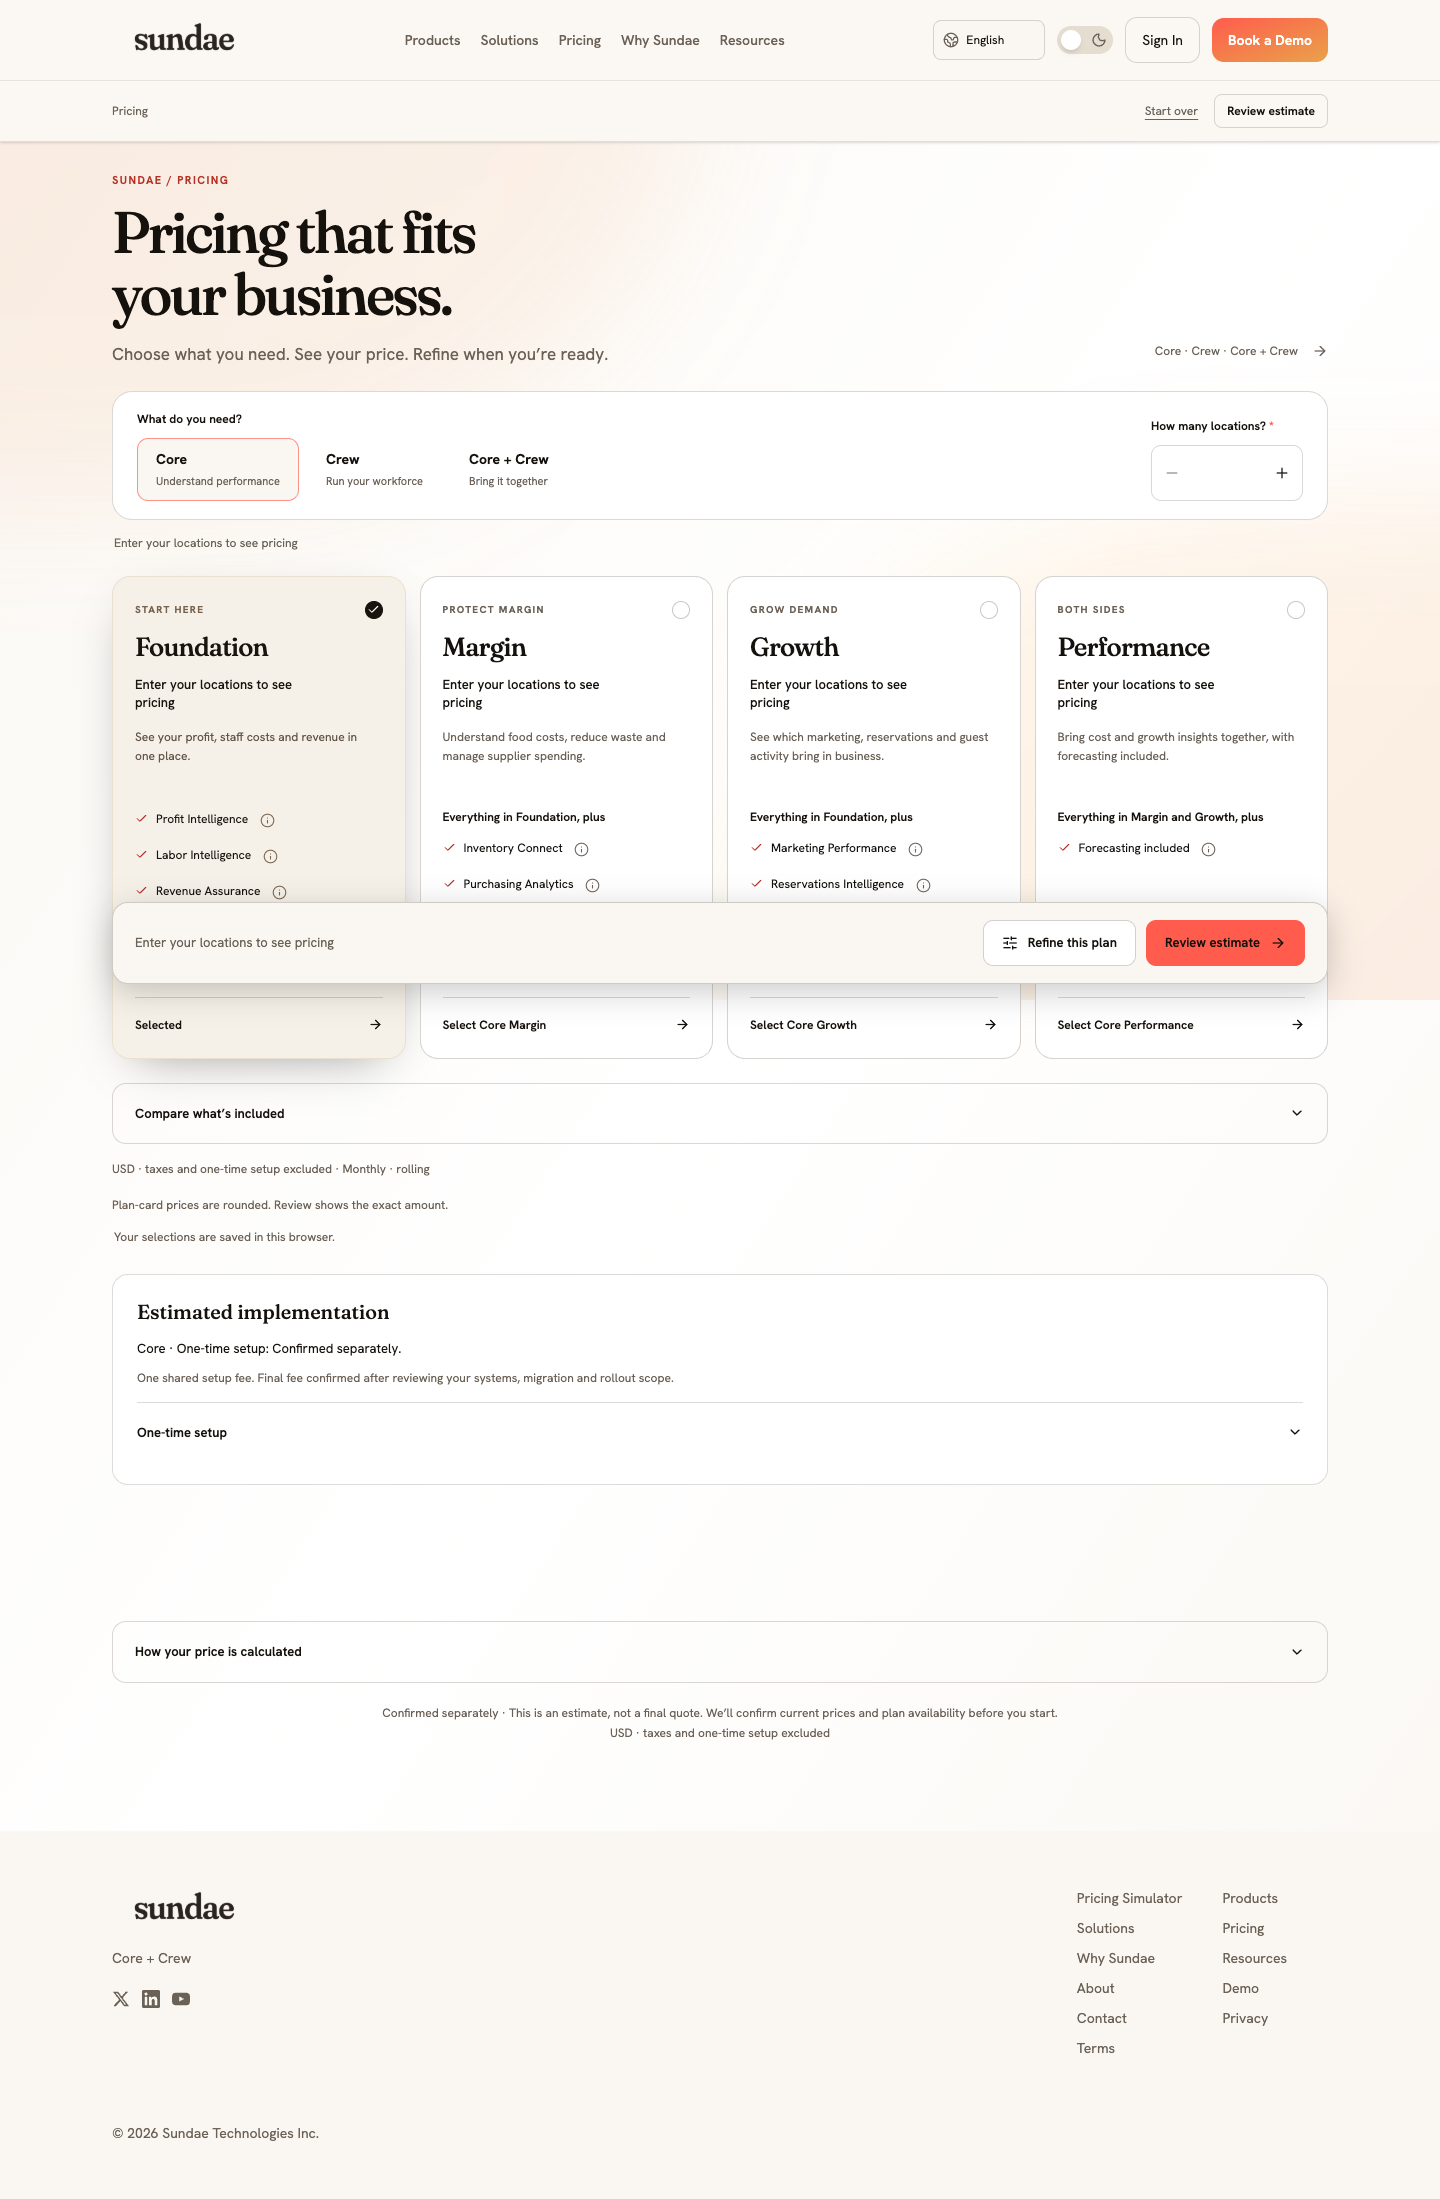 sundae
Products
Solutions
Pricing
Why Sundae
Resources
English
Sign In
Book a Demo
Pricing
Start over
Review estimate
SUNDAE / PRICING
Pricing that fits
your business.
Choose what you need. See your price. Refine when you’re ready.
Core · Crew · Core + Crew
What do you need?
Core
Understand performance
Crew
Run your workforce
Core + Crew
Bring it together
How many locations? *
Enter your locations to see pricing
START HERE
Foundation
Enter your locations to see
pricing
See your profit, staff costs and revenue in
one place.
Profit Intelligence
Labor Intelligence
Revenue Assurance
PROTECT MARGIN
Margin
Enter your locations to see
pricing
Understand food costs, reduce waste and
manage supplier spending.
Everything in Foundation, plus
Inventory Connect
Purchasing Analytics
GROW DEMAND
Growth
Enter your locations to see
pricing
See which marketing, reservations and guest
activity bring in business.
Everything in Foundation, plus
Marketing Performance
Reservations Intelligence
BOTH SIDES
Performance
Enter your locations to see
pricing
Bring cost and growth insights together, with
forecasting included.
Everything in Margin and Growth, plus
Forecasting included
Enter your locations to see pricing
Refine this plan
Review estimate
Selected
Select Core Margin
Select Core Growth
Select Core Performance
Compare what’s included
USD · taxes and one-time setup excluded · Monthly · rolling
Plan-card prices are rounded. Review shows the exact amount.
Your selections are saved in this browser.
Estimated implementation
Core · One-time setup: Confirmed separately.
One shared setup fee. Final fee confirmed after reviewing your systems, migration and rollout scope.
One-time setup
How your price is calculated
Confirmed separately · This is an estimate, not a final quote. We’ll confirm current prices and plan availability before you start.
USD · taxes and one-time setup excluded
sundae
Core + Crew
Pricing Simulator
Solutions
Why Sundae
About
Contact
Terms
Products
Pricing
Resources
Demo
Privacy
© 2026 Sundae Technologies Inc.